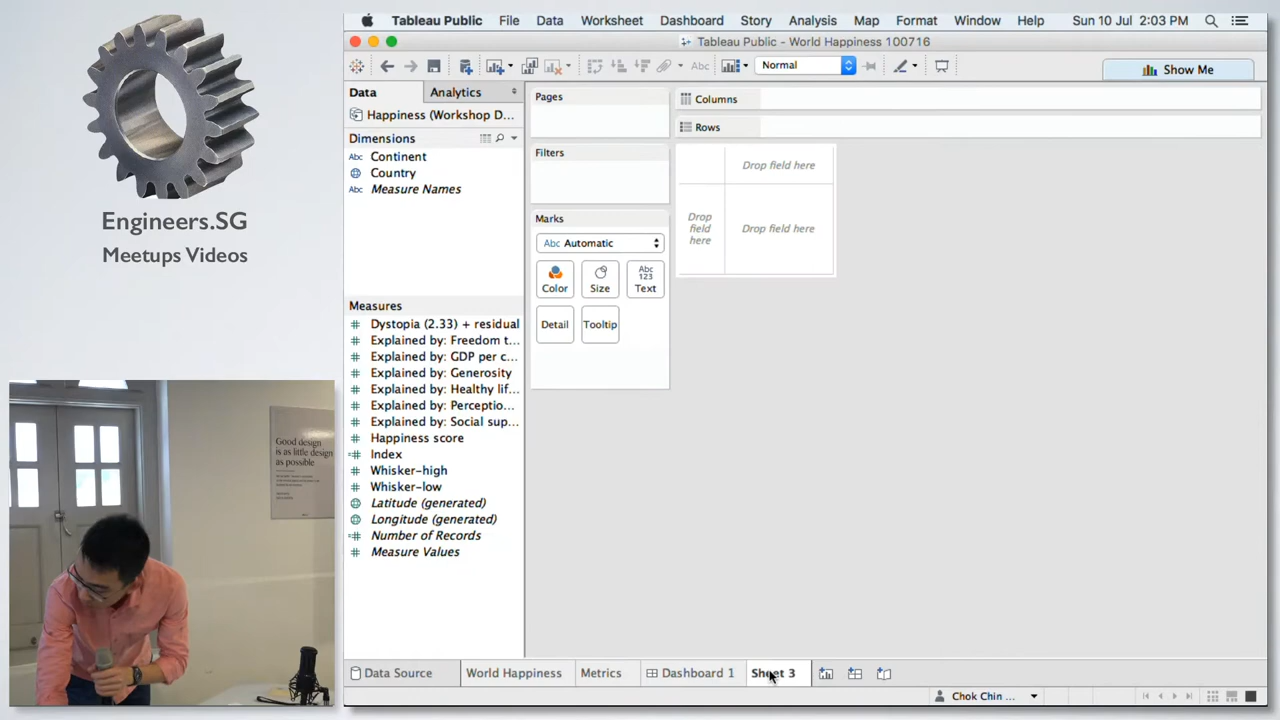 Engineers.SG
Meetups Videos
Good design
is as little design
as possible
Tableau Public File Data Worksheet Dashboard Story Analysis Map Format Window Help Sun 10 Jul 2:03 PM
Tableau Public - World Happiness 100716
Abc Normal Show Me
Data Analytics
Happiness (Workshop D...
Dimensions
Abc Continent
Country
Abc Measure Names
Measures
Dystopia (2.33) + residual
Explained by: Freedom t...
Explained by: GDP per c...
Explained by: Generosity
Explained by: Healthy lif...
Explained by: Perceptio...
Explained by: Social sup...
Happiness score
Index
Whisker-high
Whisker-low
Latitude (generated)
Longitude (generated)
Number of Records
Measure Values
Pages
Filters
Marks
Abc Automatic
Color Size Abc 123 Text
Detail Tooltip
Columns
Rows
Drop field here
Drop
field
here
Drop field here
Data Source World Happiness Metrics Dashboard 1 Sheet 3
Chok Chin ...